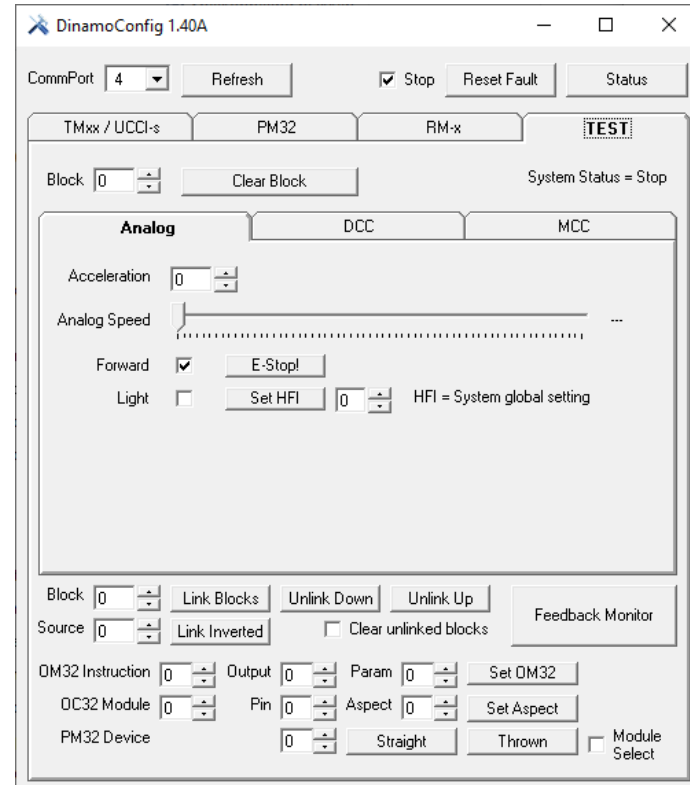 DinamoConfig 1.40A
CommPort 4 Refresh Stop Reset Fault Status
TMxx / UCCI-s PM32 RM-x TEST
Block 0 Clear Block System Status = Stop
Analog DCC MCC
Acceleration 0
Analog Speed ---
Forward E-Stop!
Light Set HFI 0 HFI = System global setting
Block 0 Link Blocks Unlink Down Unlink Up Feedback Monitor
Source 0 Link Inverted Clear unlinked blocks
OM32 Instruction 0 Output 0 Param 0 Set OM32
OC32 Module 0 Pin 0 Aspect 0 Set Aspect
PM32 Device 0 Straight Thrown Module
Select